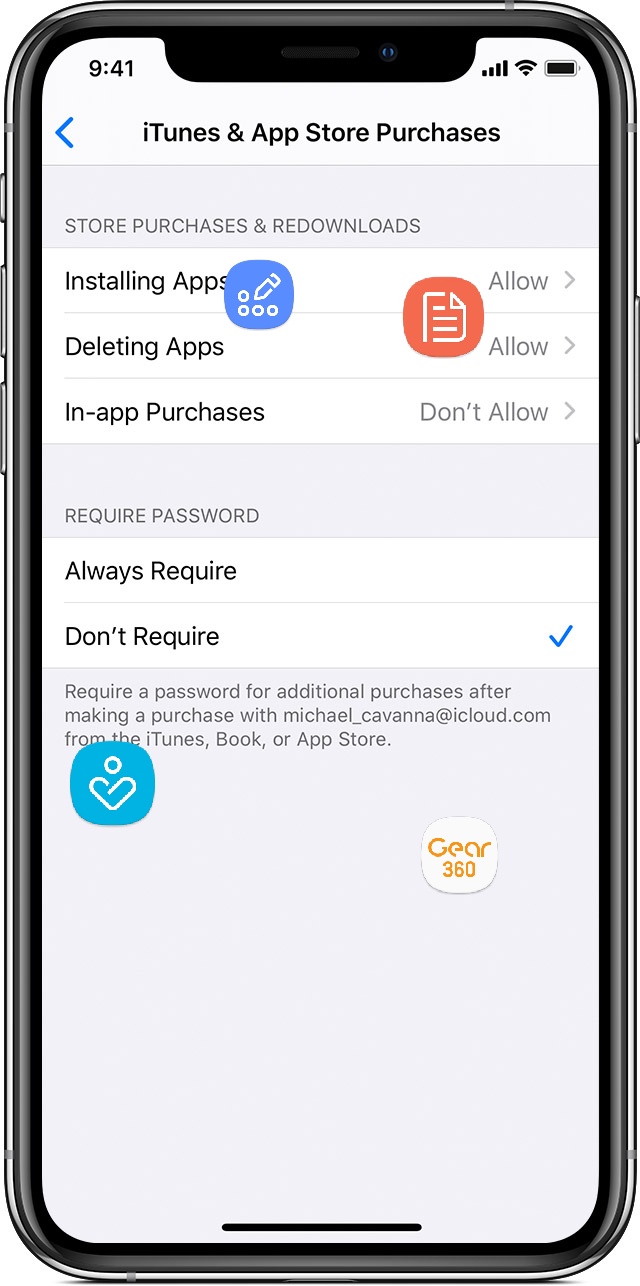 9:41
iTunes & App Store Purchases
STORE PURCHASES & REDOWNLOADS
Installing Apps Allow
Deleting Apps Allow
In-app Purchases Don’t Allow
REQUIRE PASSWORD
Always Require
Don’t Require
Require a password for additional purchases after
making a purchase with michael_cavanna@icloud.com
from the iTunes, Book, or App Store.
Gear
360